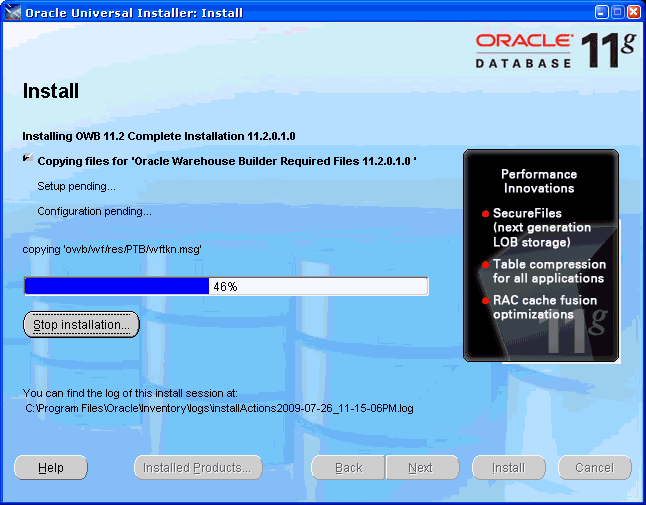 Oracle Universal Installer: Install
ORACLE
DATABASE 11g
Install
Installing OWB 11.2 Complete Installation 11.2.0.1.0
Copying files for 'Oracle Warehouse Builder Required Files 11.2.0.1.0 '
Setup pending...
Configuration pending...
copying 'owb/wf/res/PTB/wftkn.msg'
46%
Stop installation...
Performance
Innovations
SecureFiles
(next generation
LOB storage)
Table compression
for all applications
RAC cache fusion
optimizations
11g
You can find the log of this install session at:
C:\Program Files\Oracle\Inventory\logs\installActions2009-07-26_11-15-06PM.log
Help
Installed Products...
Back
Next
Install
Cancel